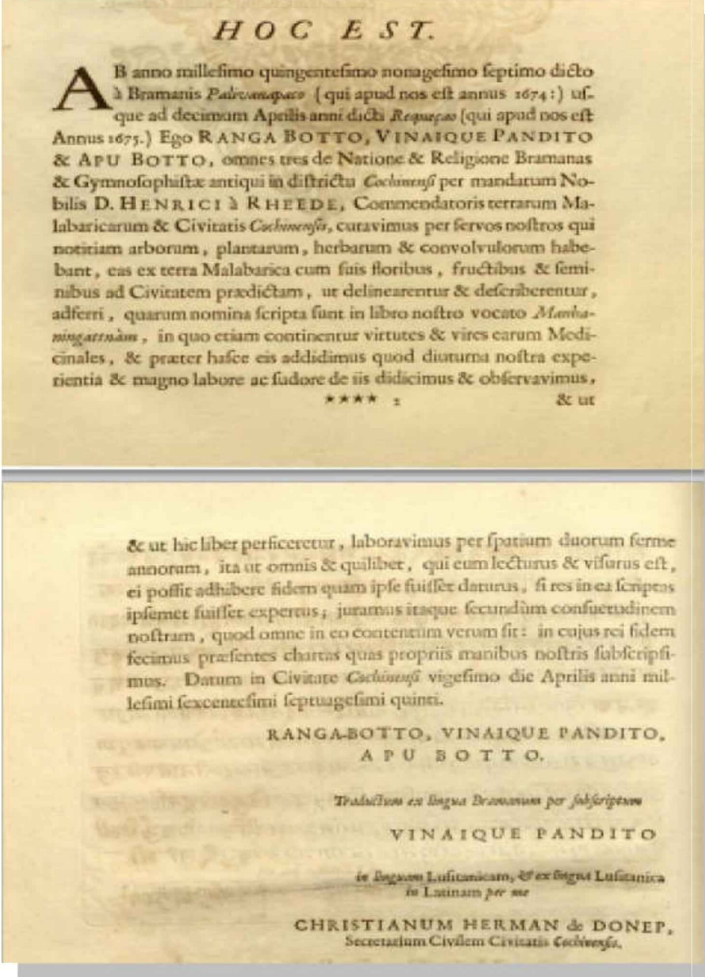 HOC EST.
AB anno millesimo quingentesimo nonagesimo septimo dicto
à Bramanis (qui apud nos est annus 1674:) us-
que ad decimum Aprilis anni dicti Requeçao (qui apud nos est
Annus 1675.) Ego RANGA BOTTO, VINAIQUE PANDITO
& APU BOTTO, omnes tres de Natione & Religione Bramanas
& Gymnosophistæ antiqui in districtu Cochinensi per mandatum No-
bilis D. HENRICI à RHEEDE, Commendatoris terrarum Ma-
labaricarum & Civitatis Cochinensis, curavimus per servos nostros qui
notitiam arborum, plantarum, herbarum & convolvulorum habe-
bant, eas ex terra Malabarica cum suis floribus, fructibus & semi-
nibus ad Civitatem prædictam, ut delinearentur & describerentur,
adferri, quarum nomina scripta sunt in libro nostro vocato Manha-
ningattnàm, in quo etiam continentur virtutes & vires earum Medi-
cinales, & præter hasce eis addidimus quod diuturna nostra expe-
rientia & magno labore ac sudore de iis didicimus & observavimus,
**** 2 & ut
& ut hic liber perficeretur, laboravimus per spatium duorum ferme
annorum, ita ut omnis & quilibet, qui eum lecturus & visurus est,
ei possit adhibere fidem quam ipse fuisset daturus, si res in ea scriptas
ipsemet fuisset expertus; juramus itaque secundùm consuetudinem
nostram, quod omne in eo contentum verum sit: in cujus rei fidem
fecimus præsentes chartas quas propriis manibus nostris subscripsi-
mus. Datum in Civitate Cochinensi vigesimo die Aprilis anni mil-
lesimi sexcentesimi septuagesimi quinti.
RANGA-BOTTO, VINAIQUE PANDITO,
APU BOTTO.
Traductum ex lingua Bramanum per subscriptum
VINAIQUE PANDITO
in linguam Lusitanicam, & ex lingua Lusitanica
in Latinam per me
CHRISTIANUM HERMAN de DONEP,
Secretarium Civilem Civitatis Cochinensis.